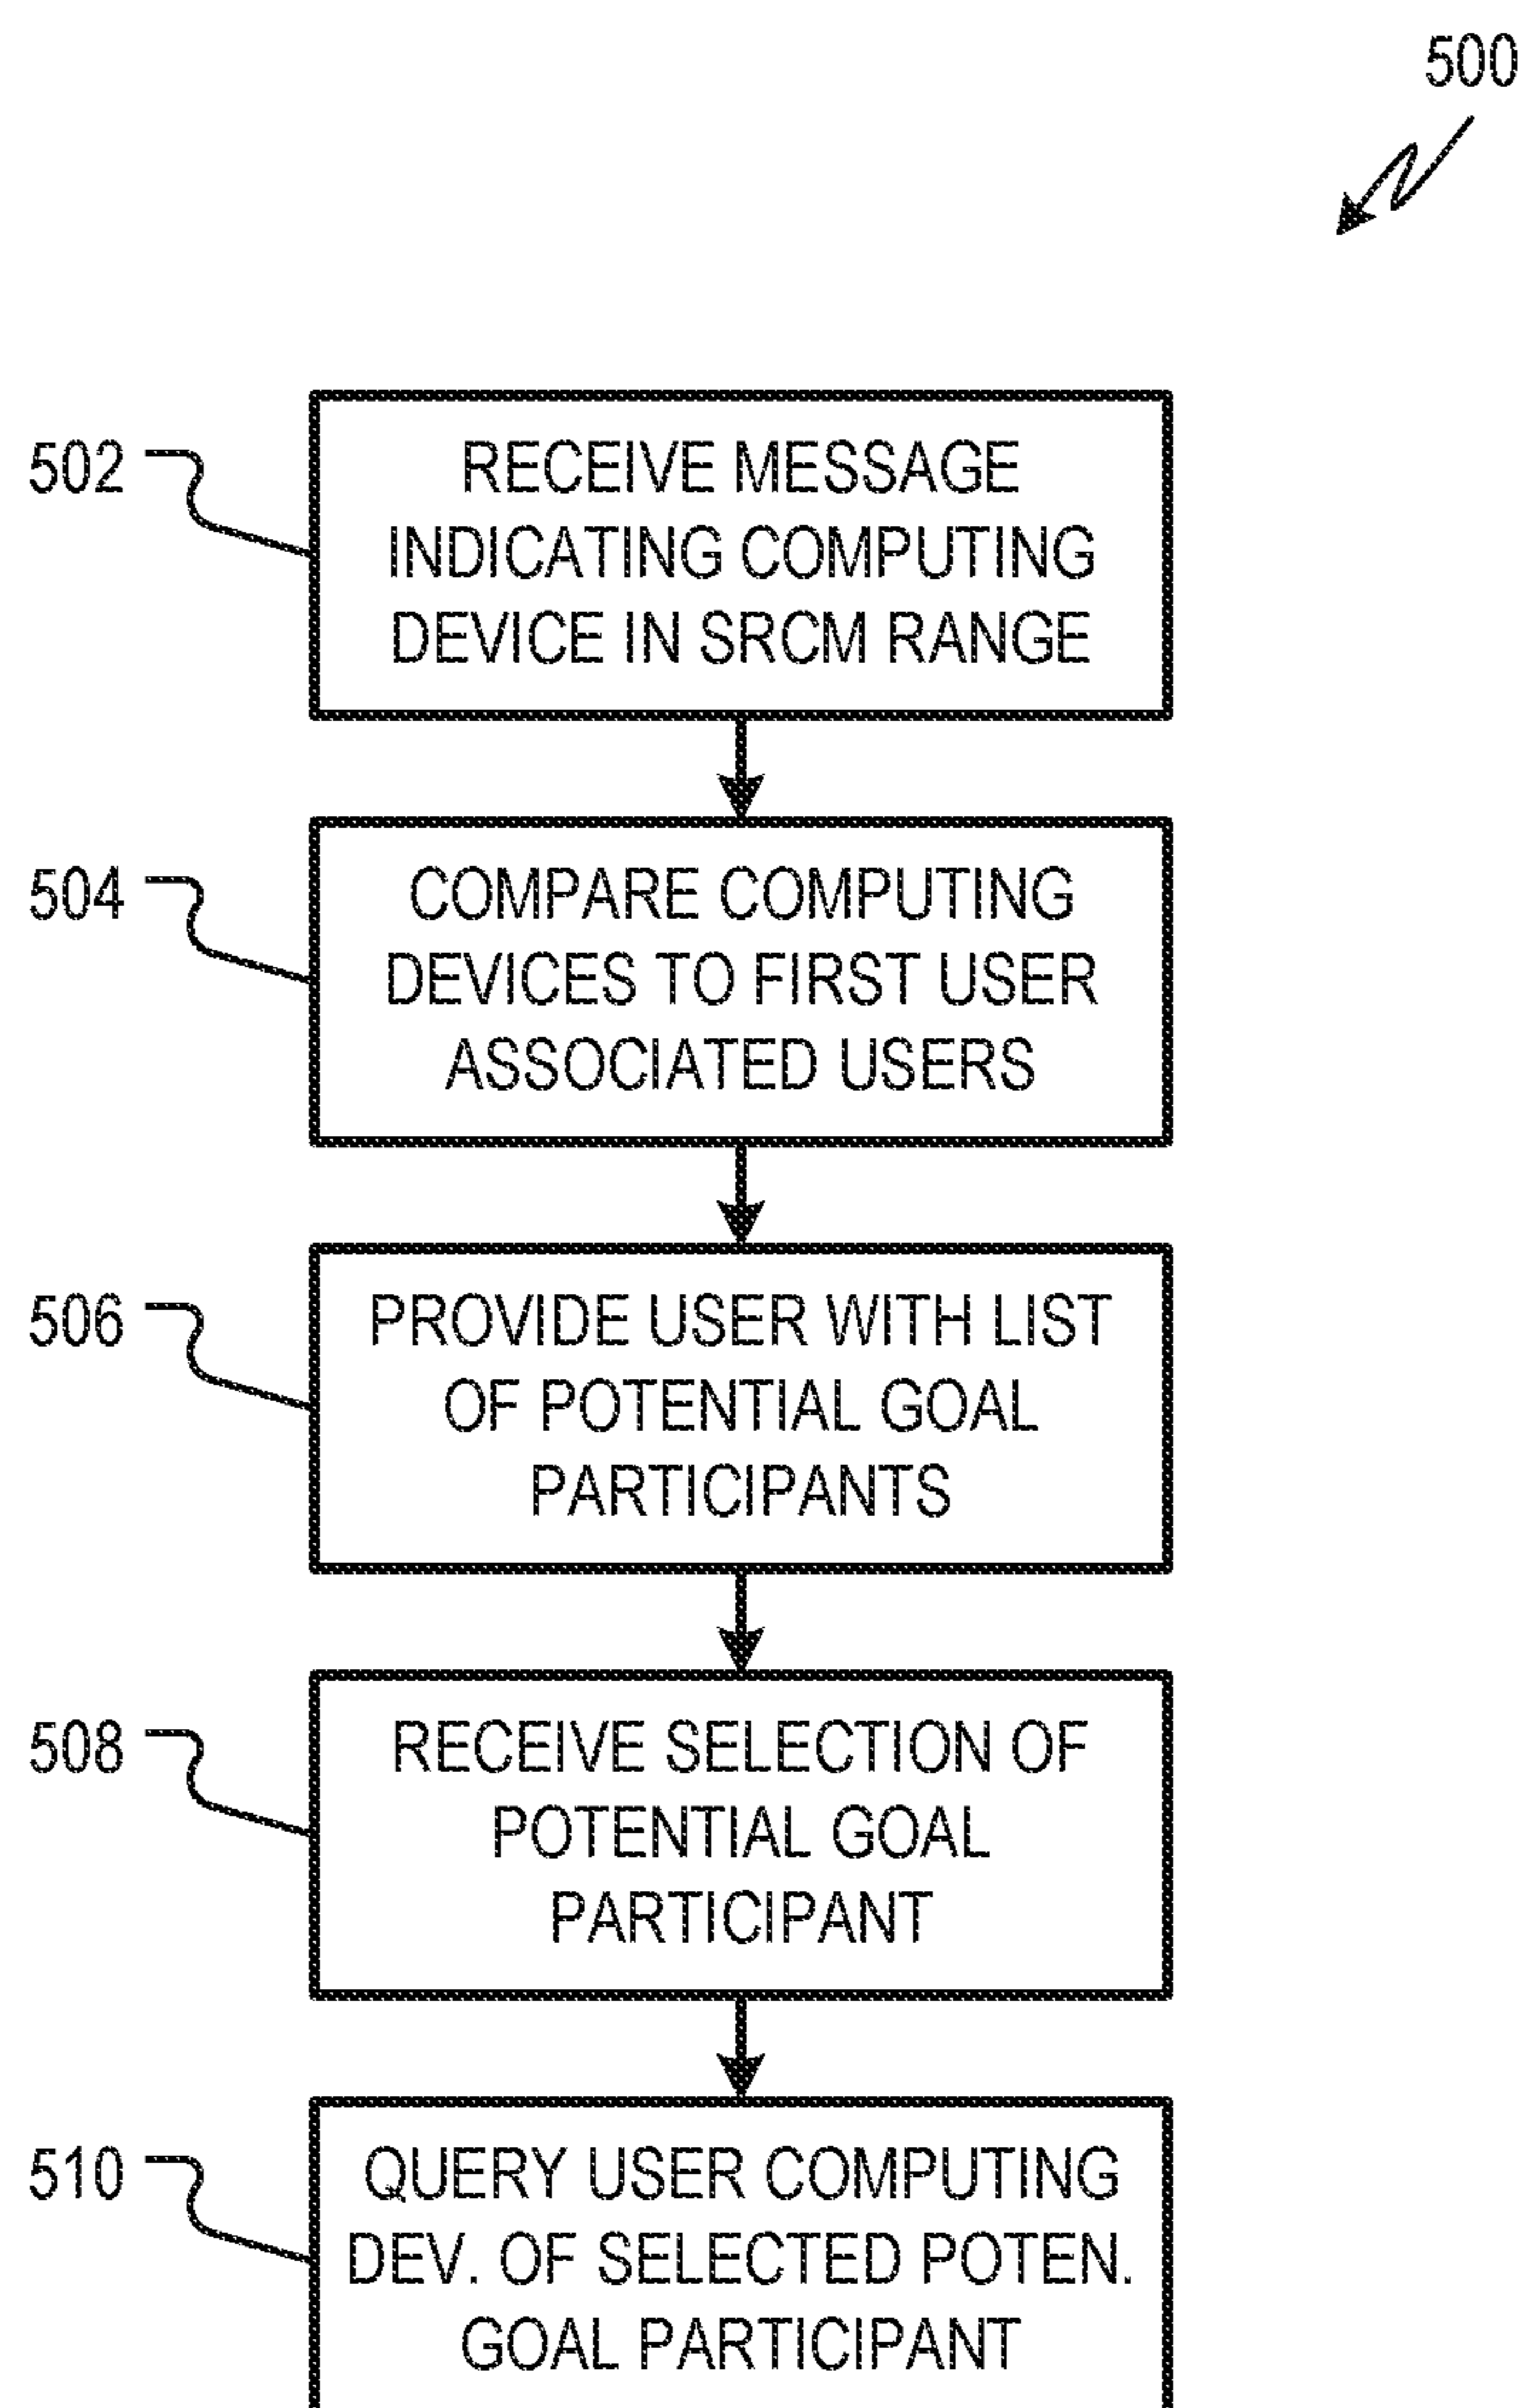 500
502
RECEIVE MESSAGE
INDICATING COMPUTING
DEVICE IN SRCM RANGE
504
COMPARE COMPUTING
DEVICES TO FIRST USER
ASSOCIATED USERS
506
PROVIDE USER WITH LIST
OF POTENTIAL GOAL
PARTICIPANTS
508
RECEIVE SELECTION OF
POTENTIAL GOAL
PARTICIPANT
510
QUERY USER COMPUTING
DEV. OF SELECTED POTEN.
GOAL PARTICIPANT